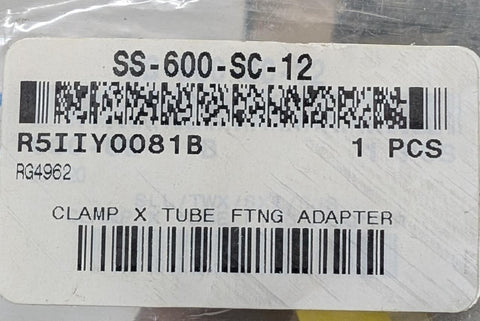 SS-600-SC-12
R5IIY0081B 1 PCS
RG4962
CLAMP X TUBE FTNG ADAPTER